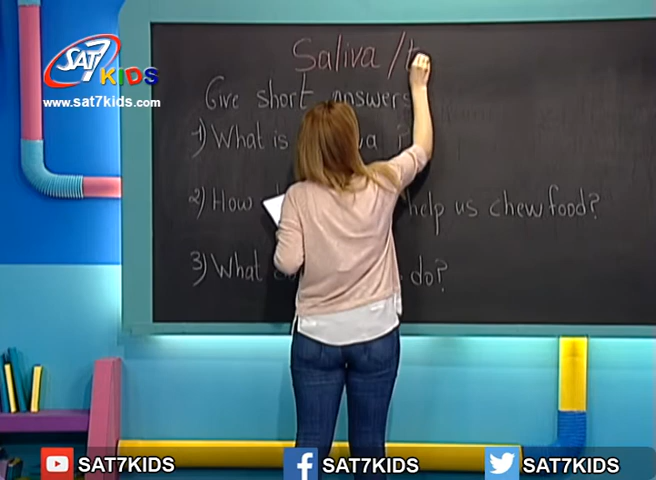 SAT7 KIDS
www.sat7kids.com
Saliva /
Give short answers
1) What is ?
2) How help us chew food?
3) What do?
SAT7KIDS SAT7KIDS SAT7KIDS